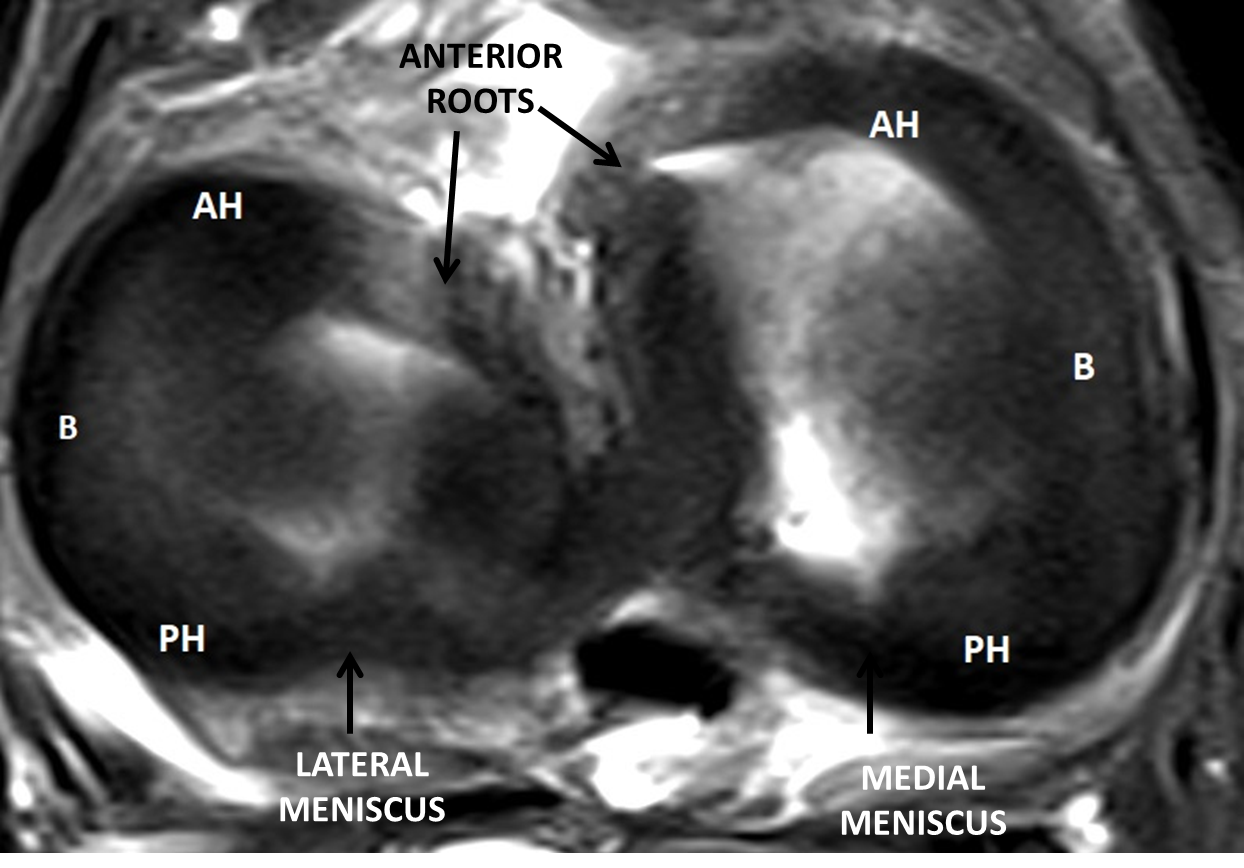 ANTERIOR
ROOTS
AH
AH
B
B
PH
PH
LATERAL
MENISCUS
MEDIAL
MENISCUS